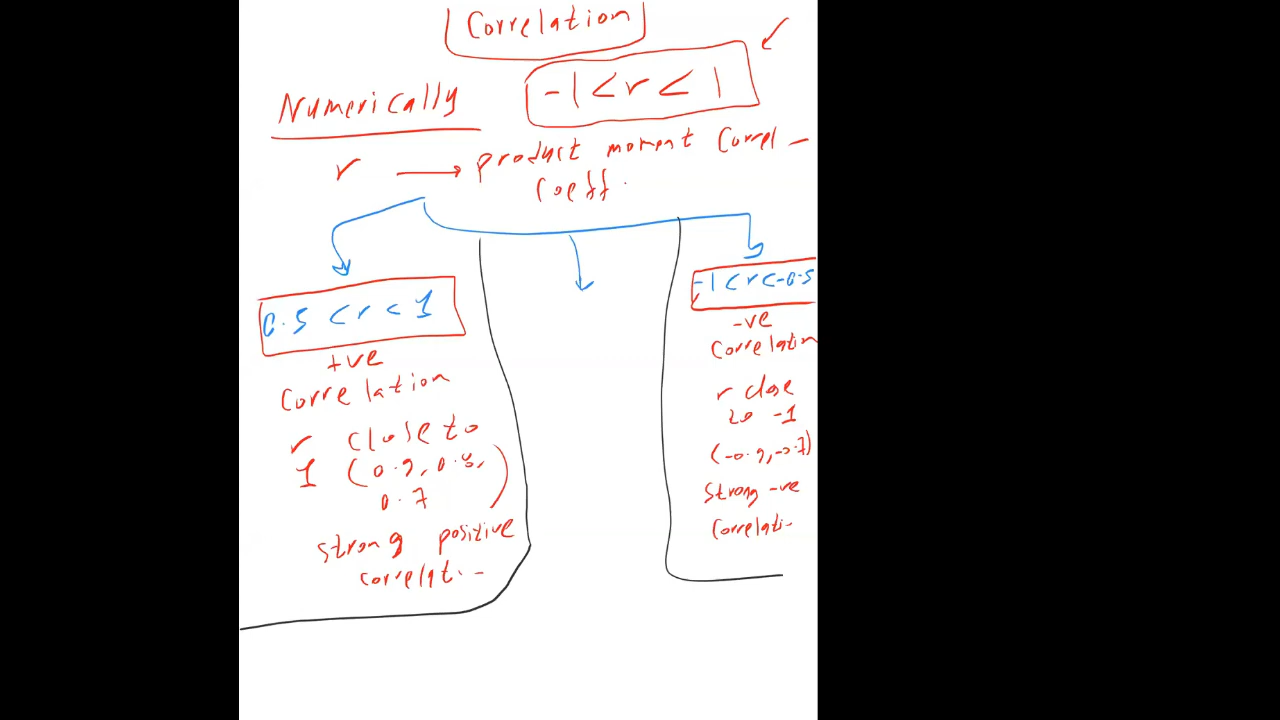 Correlation
-1 < r < 1
Numerically
r → product moment Correl -
Coeff .
0.5 < r < 1
+ve
Correlation
r close to
1 (0.9, 0.8,
0.7)
strong positive
correlati -
-1 < r < -0.5
-ve
Correlation
r close
to -1
(-0.9, -0.7)
Strong -ve
Correlati -